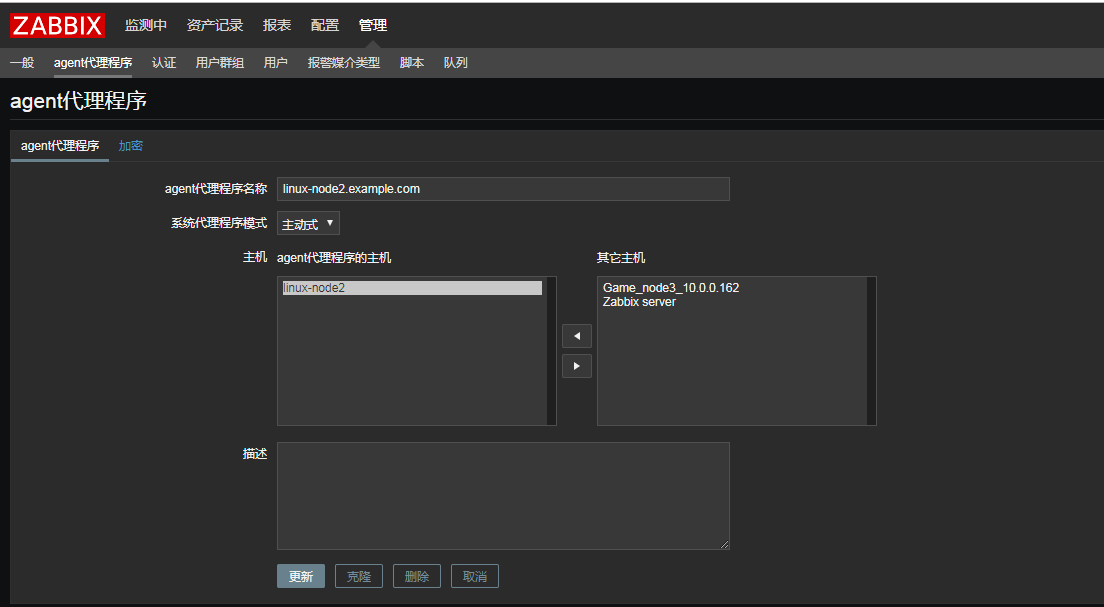 ZABBIX 监测中 资产记录 报表 配置 管理
一般 agent代理程序 认证 用户群组 用户 报警媒介类型 脚本 队列
agent代理程序
agent代理程序 加密
agent代理程序名称 linux-node2.example.com
系统代理程序模式 主动式
主机 agent代理程序的主机 其它主机
linux-node2 Game_node3_10.0.0.162
Zabbix server
描述
更新 克隆 删除 取消